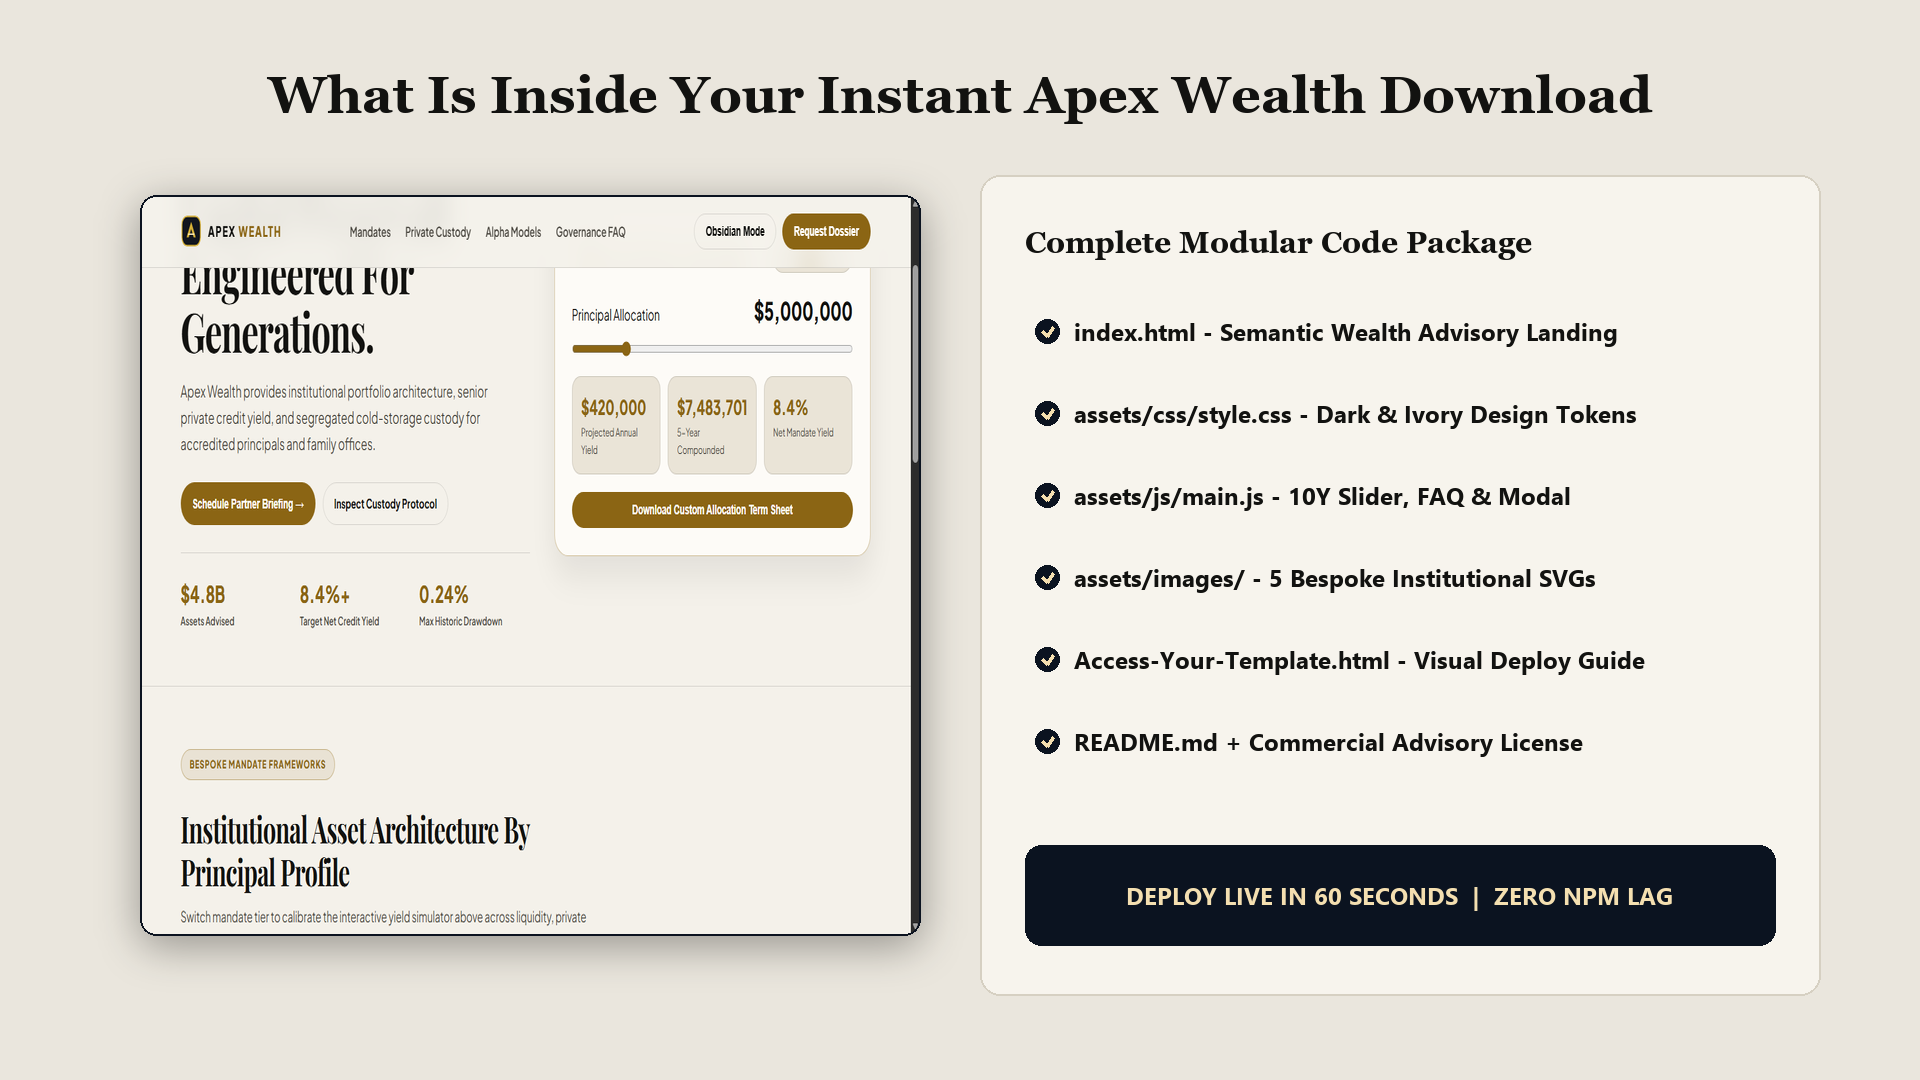 What Is Inside Your Instant Apex Wealth Download
APEX WEALTH
Mandates
Private Custody
Alpha Models
Governance FAQ
Obsidian Mode
Request Dossier
Engineered For
Generations.
Apex Wealth provides institutional portfolio architecture, senior
private credit yield, and segregated cold-storage custody for
accredited principals and family offices.
Schedule Partner Briefing →
Inspect Custody Protocol
$4.8B
Assets Advised
8.4%+
Target Net Credit Yield
0.24%
Max Historic Drawdown
Principal Allocation
$5,000,000
$420,000
Projected Annual
Yield
$7,483,701
5-Year
Compounded
8.4%
Net Mandate Yield
Download Custom Allocation Term Sheet
BESPOKE MANDATE FRAMEWORKS
Institutional Asset Architecture By
Principal Profile
Switch mandate tier to calibrate the interactive yield simulator above across liquidity, private
Complete Modular Code Package
index.html - Semantic Wealth Advisory Landing
assets/css/style.css - Dark & Ivory Design Tokens
assets/js/main.js - 10Y Slider, FAQ & Modal
assets/images/ - 5 Bespoke Institutional SVGs
Access-Your-Template.html - Visual Deploy Guide
README.md + Commercial Advisory License
DEPLOY LIVE IN 60 SECONDS | ZERO NPM LAG